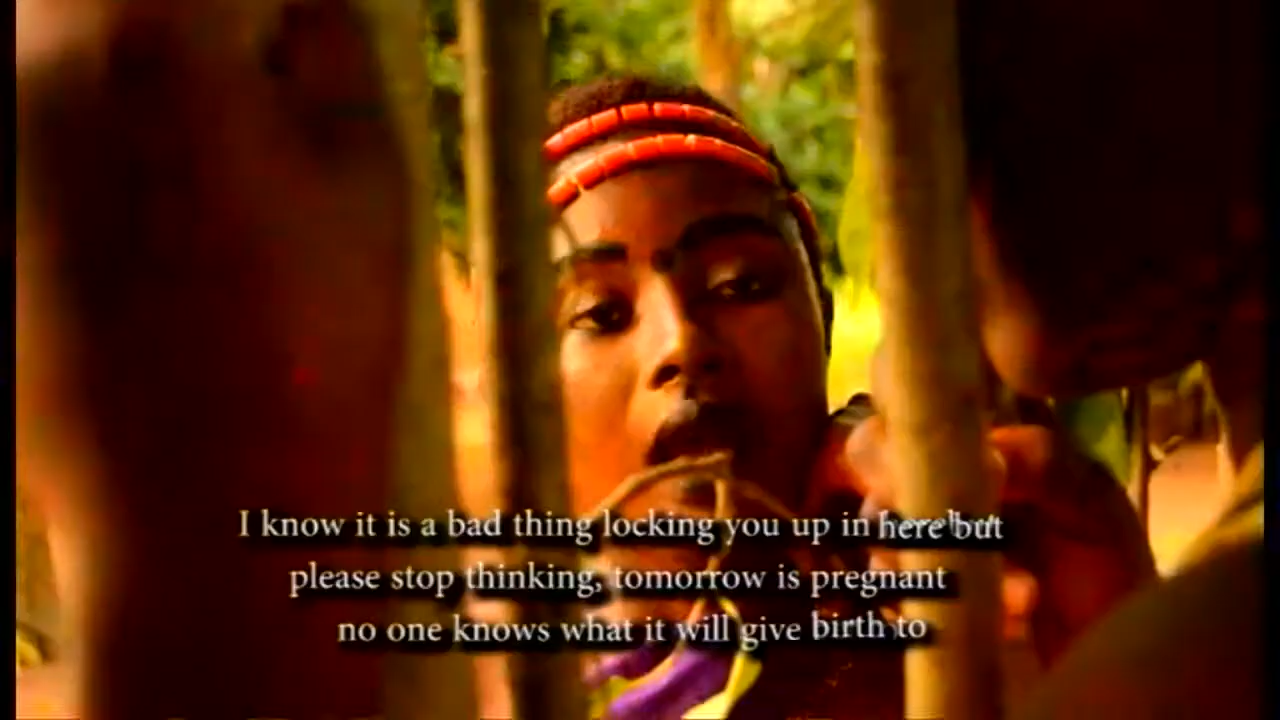 I know it is a bad thing locking you up in here but
please stop thinking, tomorrow is pregnant
no one knows what it will give birth to